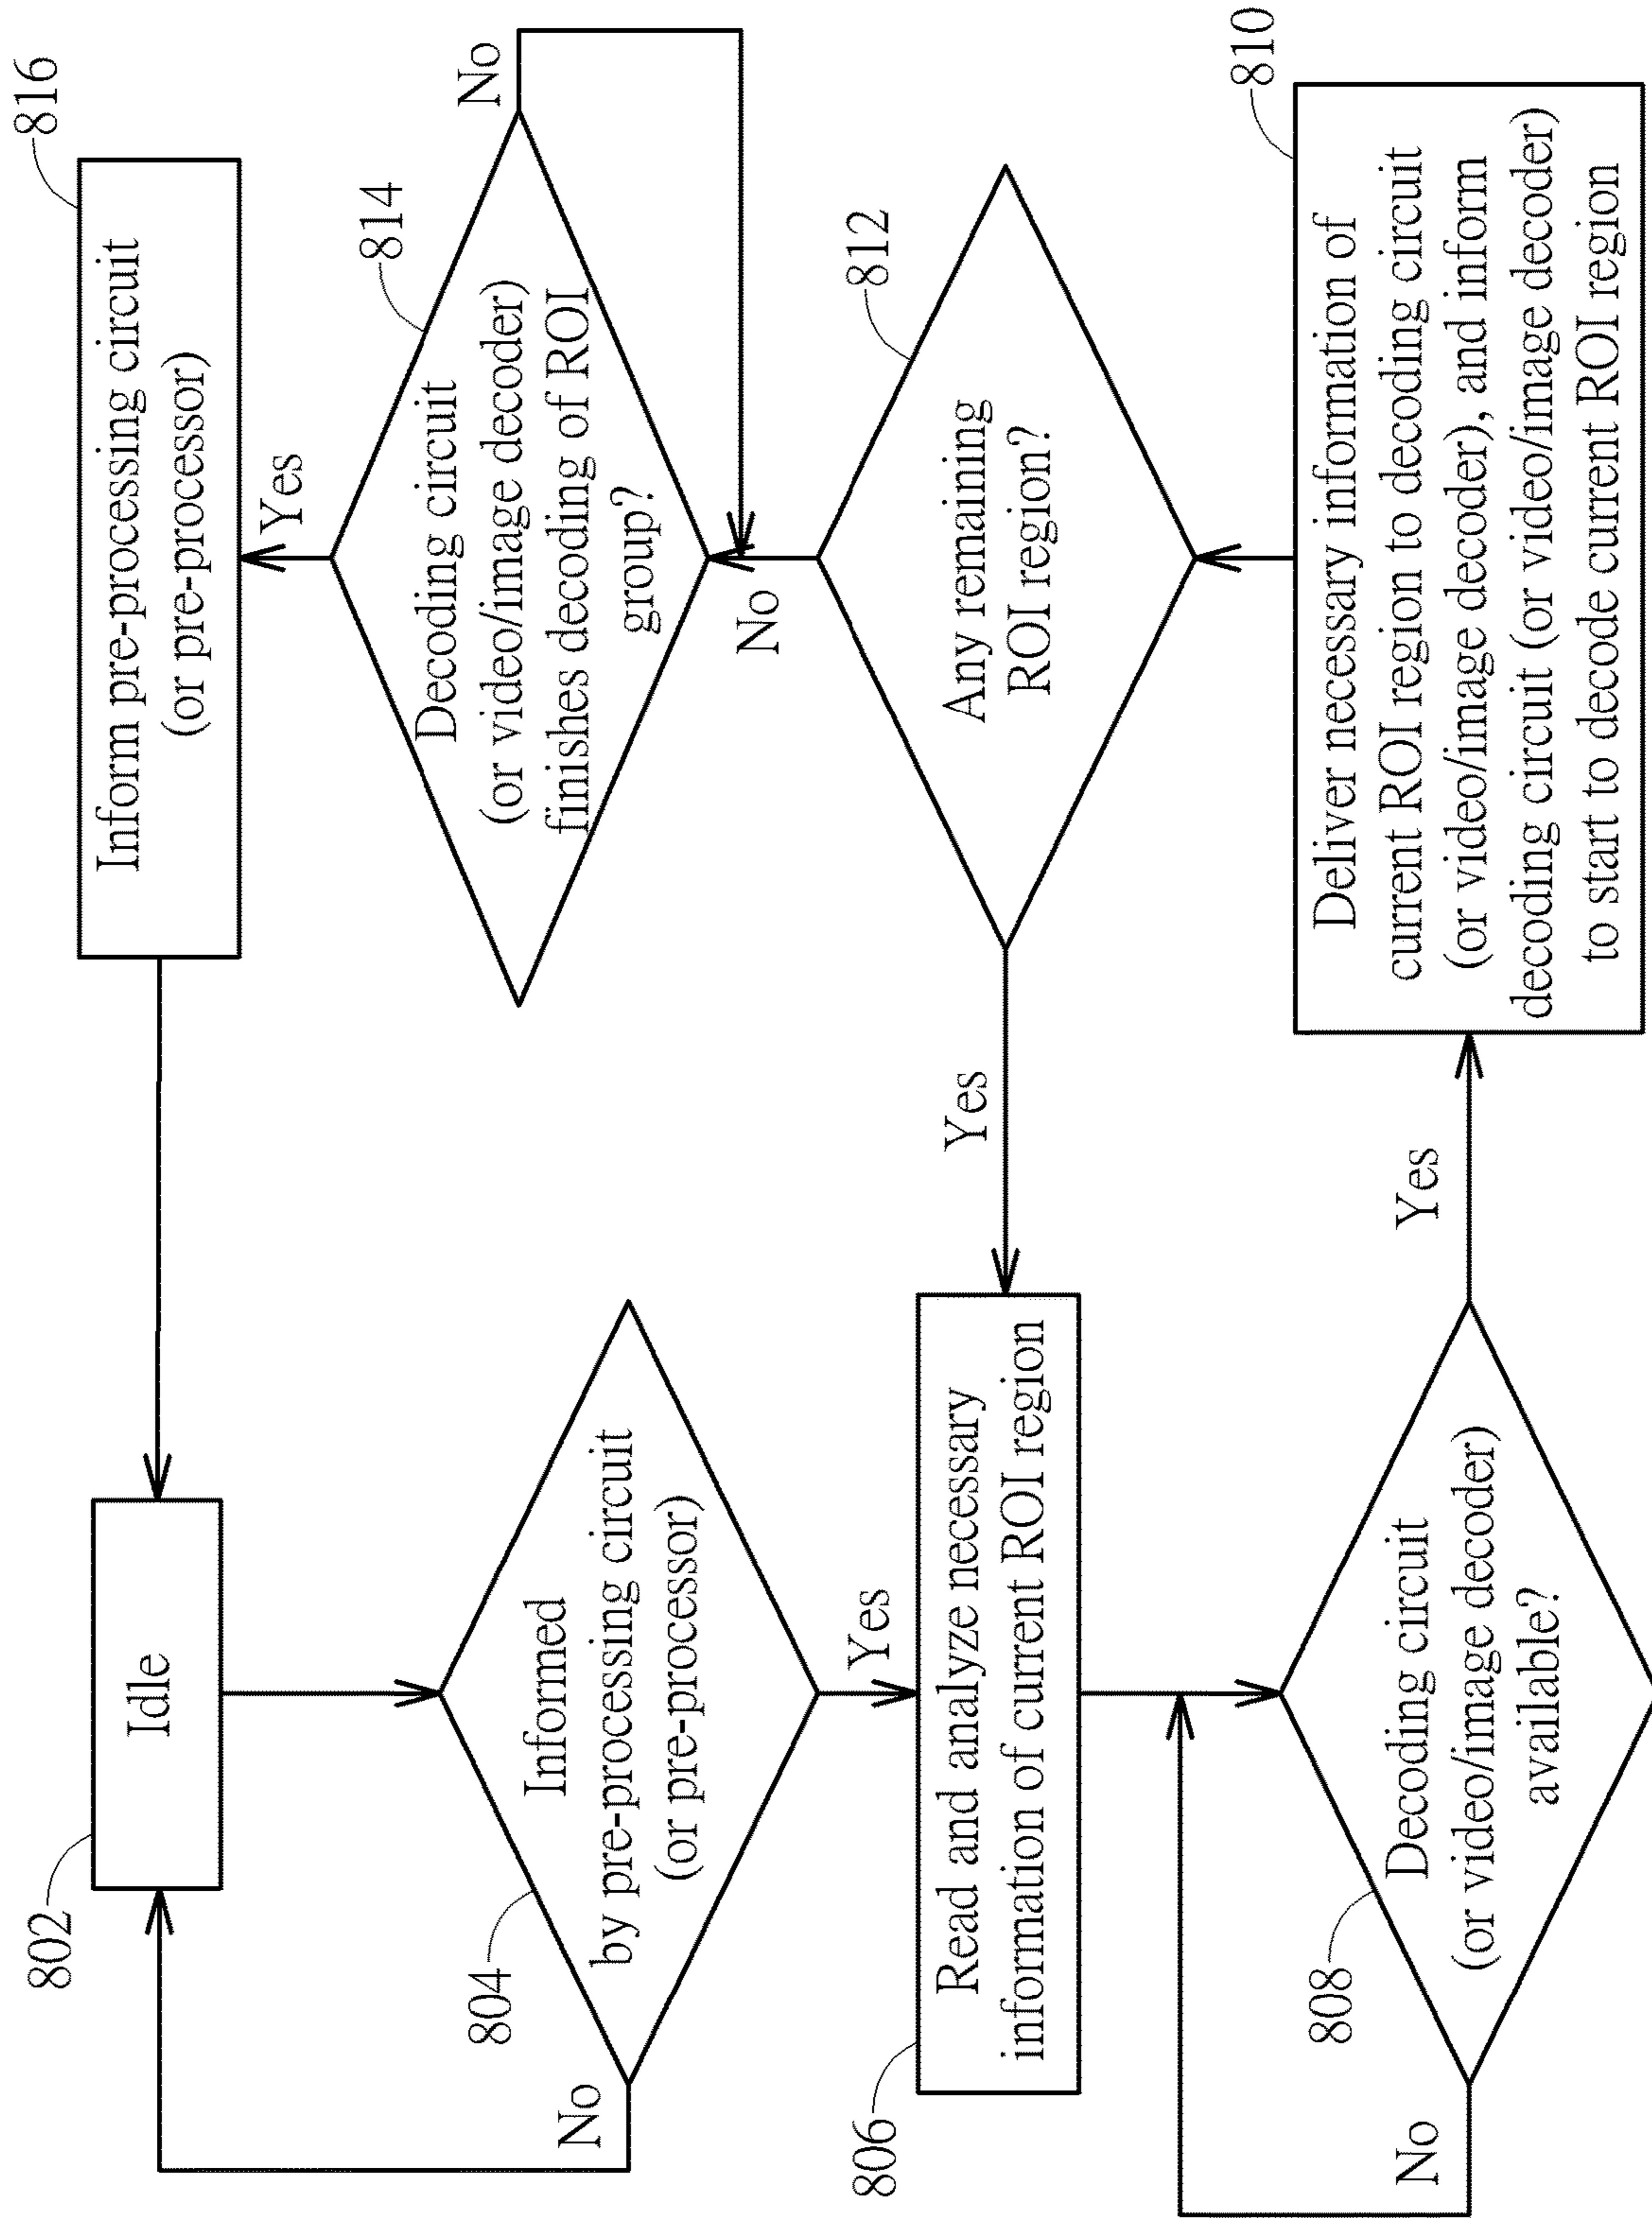 802
Idle
804
Informed
by pre-processing circuit
(or pre-processor)
No
Yes
806
Read and analyze necessary
information of current ROI region
808
Decoding circuit
(or video/image decoder)
available?
No
Yes
816
Inform pre-processing circuit
(or pre-processor)
Yes
814
Decoding circuit
(or video/image decoder)
finishes decoding of ROI
group?
No
No
812
Any remaining
ROI region?
Yes
810
Deliver necessary information of
current ROI region to decoding circuit
(or video/image decoder), and inform
decoding circuit (or video/image decoder)
to start to decode current ROI region